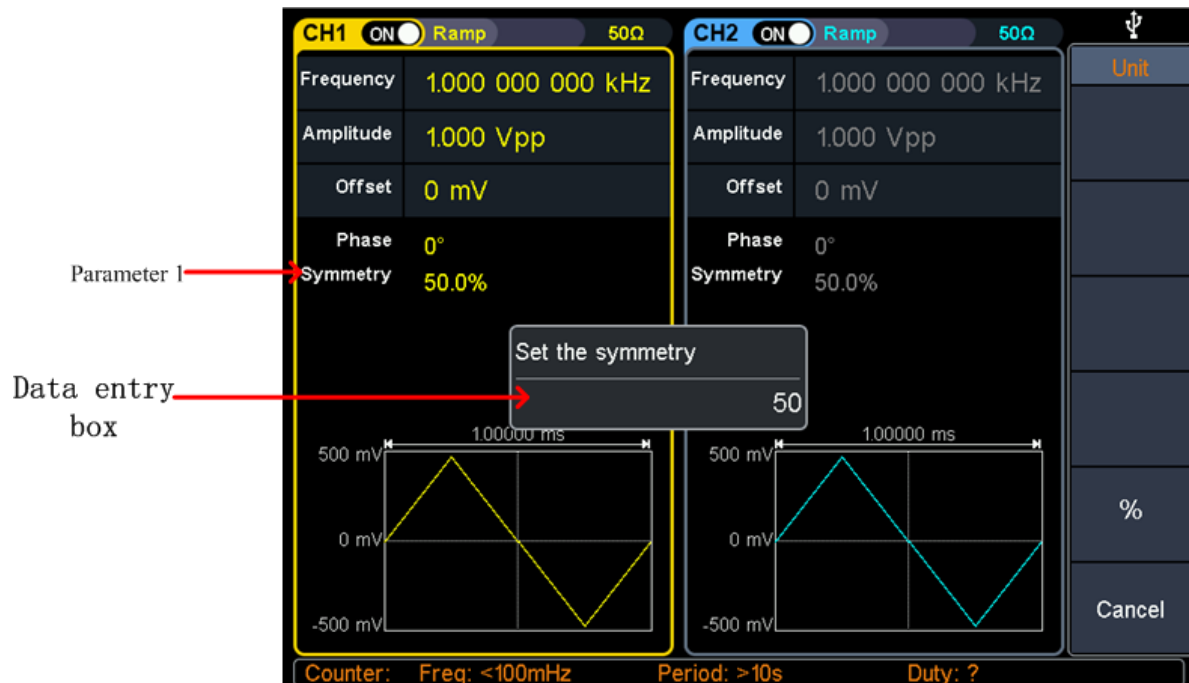 CH1 ON Ramp 50Ω
Frequency 1.000 000 000 kHz
Amplitude 1.000 Vpp
Offset 0 mV
Phase 0°
Symmetry 50.0%
Parameter 1
CH2 ON Ramp 50Ω
Frequency 1.000 000 000 kHz
Amplitude 1.000 Vpp
Offset 0 mV
Phase 0°
Symmetry 50.0%
Unit
Set the symmetry
50
Data entry
box
1.00000 ms
500 mV
0 mV
-500 mV
1.00000 ms
500 mV
0 mV
-500 mV
%
Cancel
Counter: Freq: <100mHz Period: >10s Duty: ?